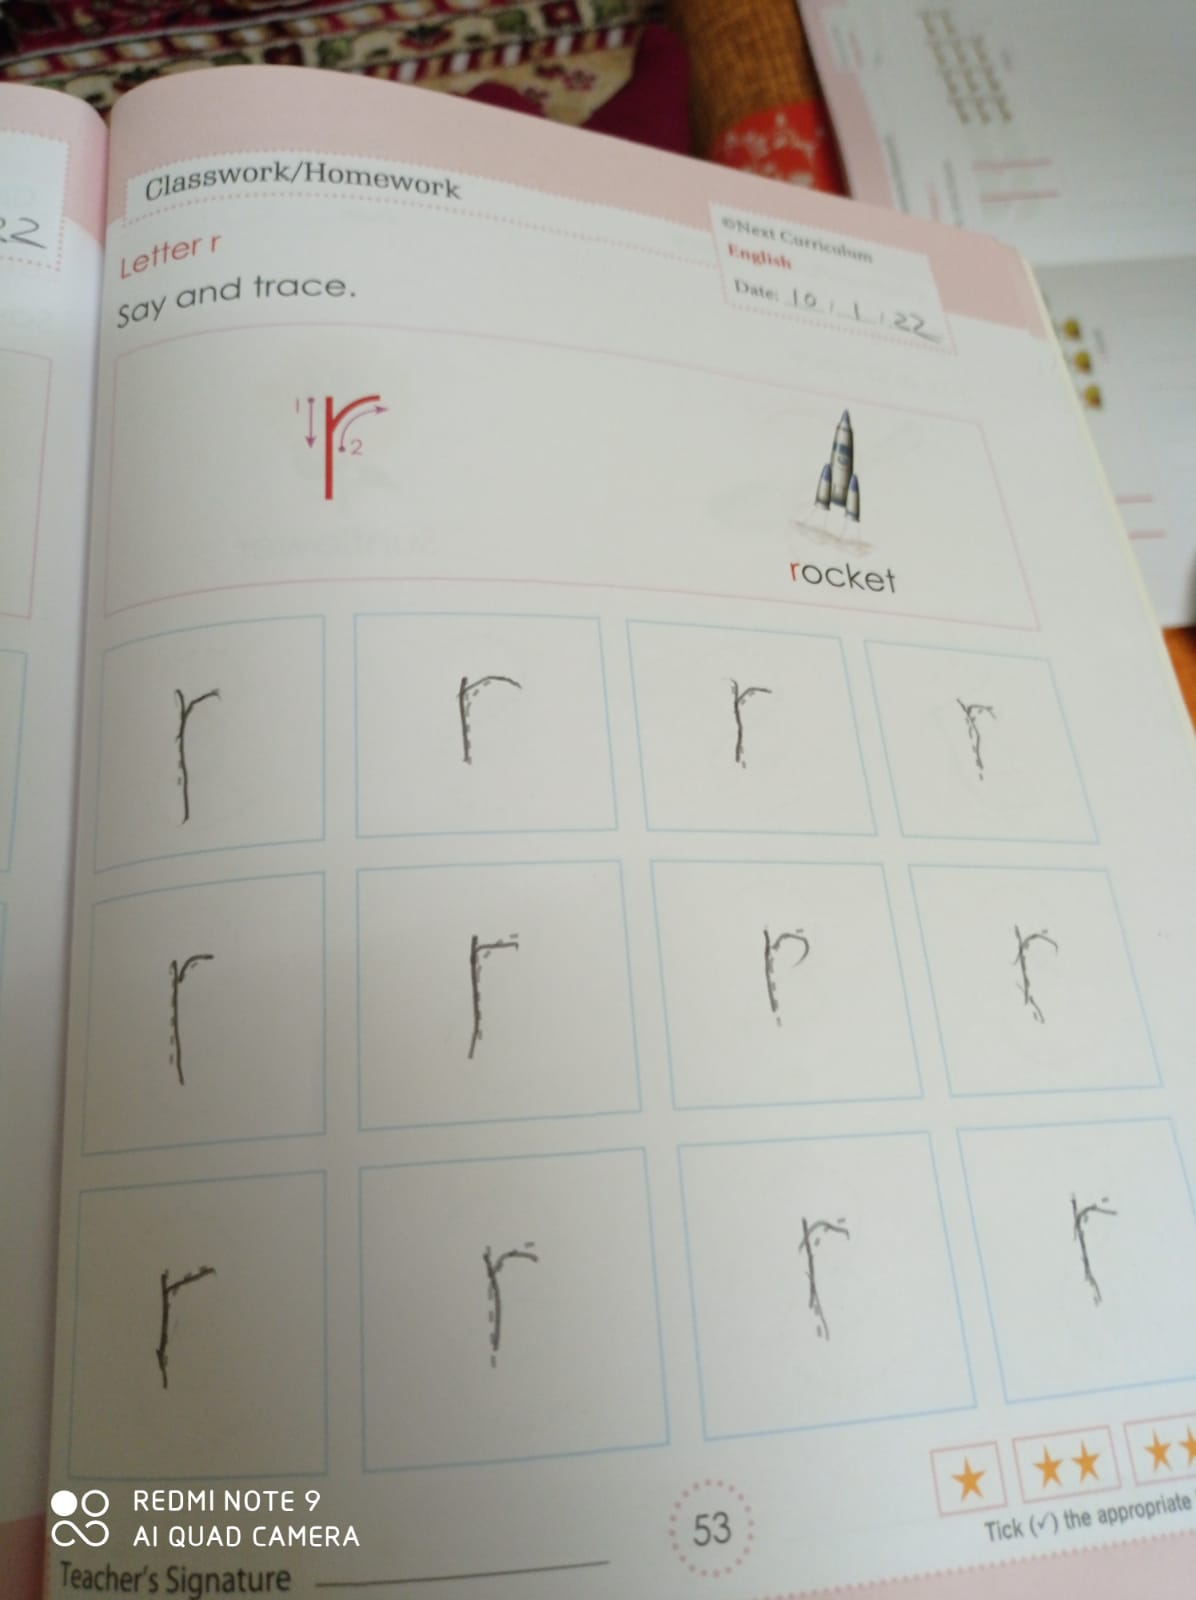 22
Classwork/Homework
©Next Curriculum
English
Date: 10 / 1 / 22
Letter r
Say and trace.
1 r 2
rocket
r r r r
r r r r
r r r r
Tick (✓) the appropriate
53
REDMI NOTE 9
AI QUAD CAMERA
Teacher's Signature